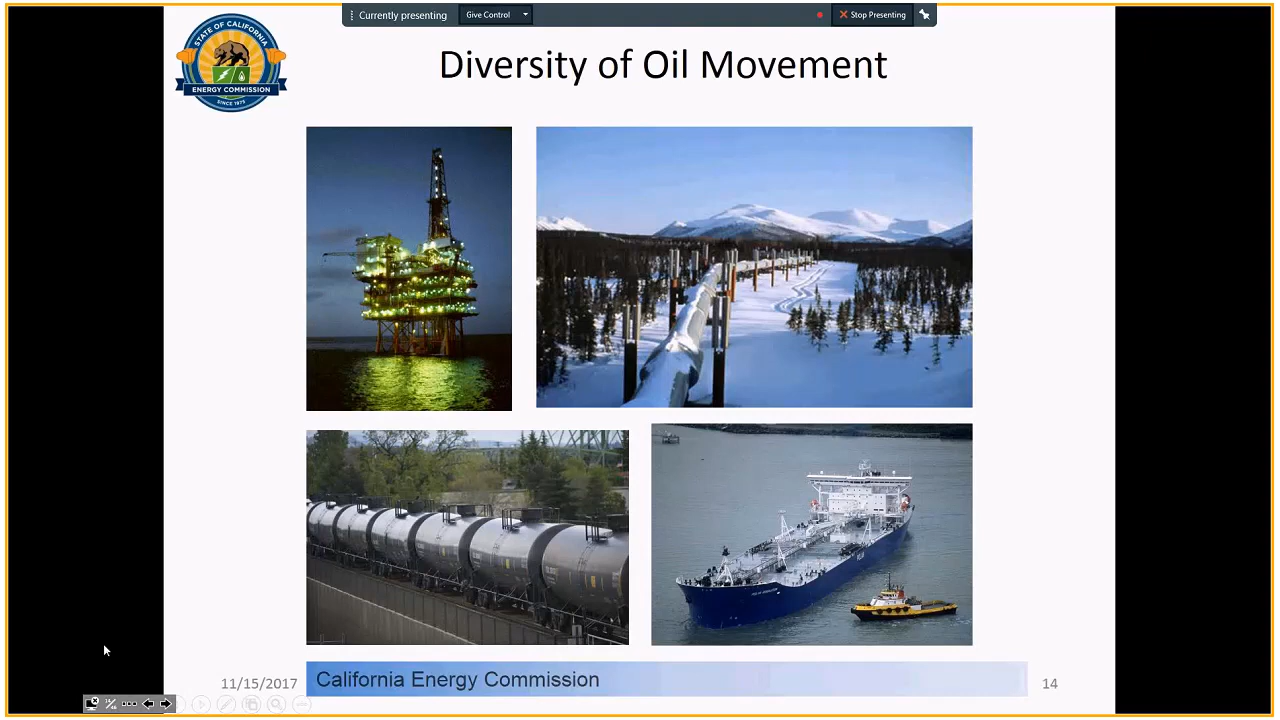 Currently presenting
Give Control
Stop Presenting
STATE OF CALIFORNIA
ENERGY COMMISSION
SINCE 1975
Diversity of Oil Movement
11/15/2017
California Energy Commission
14